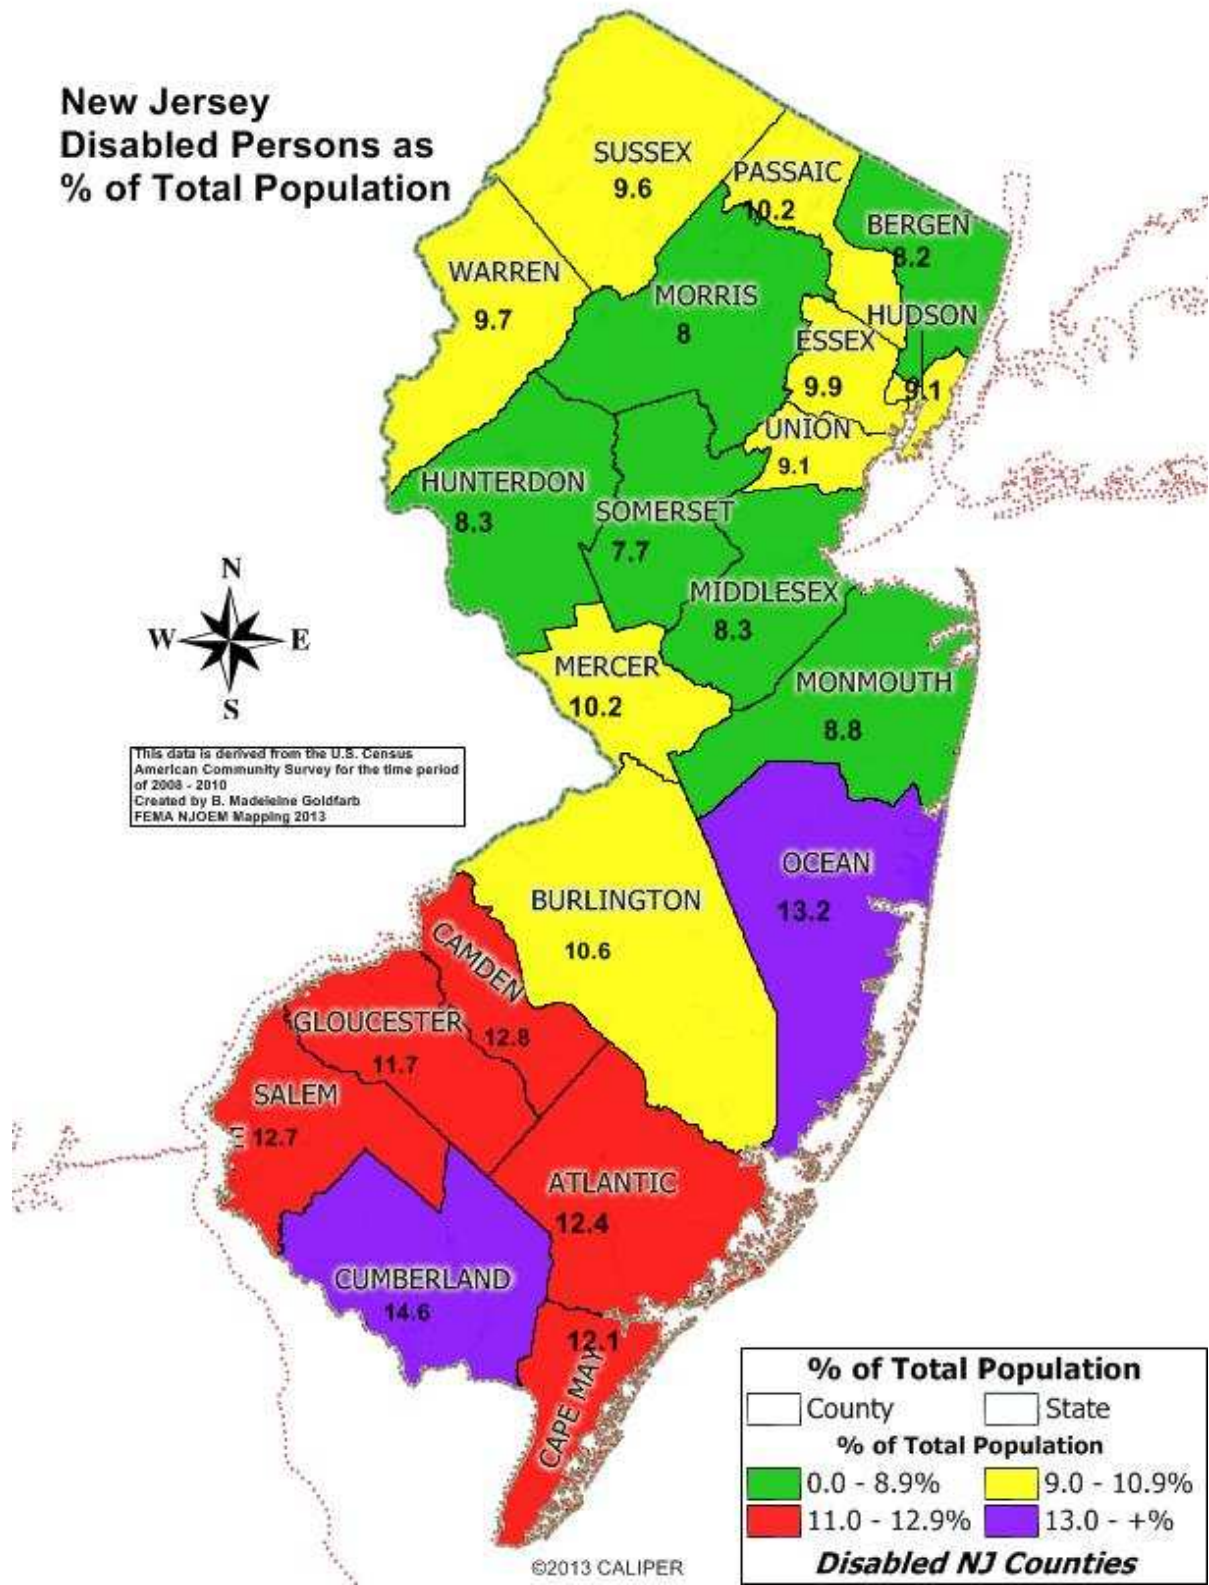 New Jersey
Disabled Persons as
% of Total Population
SUSSEX
9.6
PASSAIC
10.2
BERGEN
8.2
WARREN
9.7
MORRIS
8
HUDSON
9.1
ESSEX
9.9
UNION
9.1
HUNTERDON
8.3
SOMERSET
7.7
MIDDLESEX
8.3
MERCER
10.2
MONMOUTH
8.8
N
W E
S
This data is derived from the U.S. Census
American Community Survey for the time period
of 2008 - 2010
Created by B. Madeleine Goldfarb
FEMA NJOEM Mapping 2013
OCEAN
13.2
BURLINGTON
10.6
CAMDEN
12.8
GLOUCESTER
11.7
SALEM
12.7
ATLANTIC
12.4
CUMBERLAND
14.6
12.1
CAPE MAY
% of Total Population
County State
% of Total Population
0.0 - 8.9% 9.0 - 10.9%
11.0 - 12.9% 13.0 - +%
Disabled NJ Counties
©2013 CALIPER